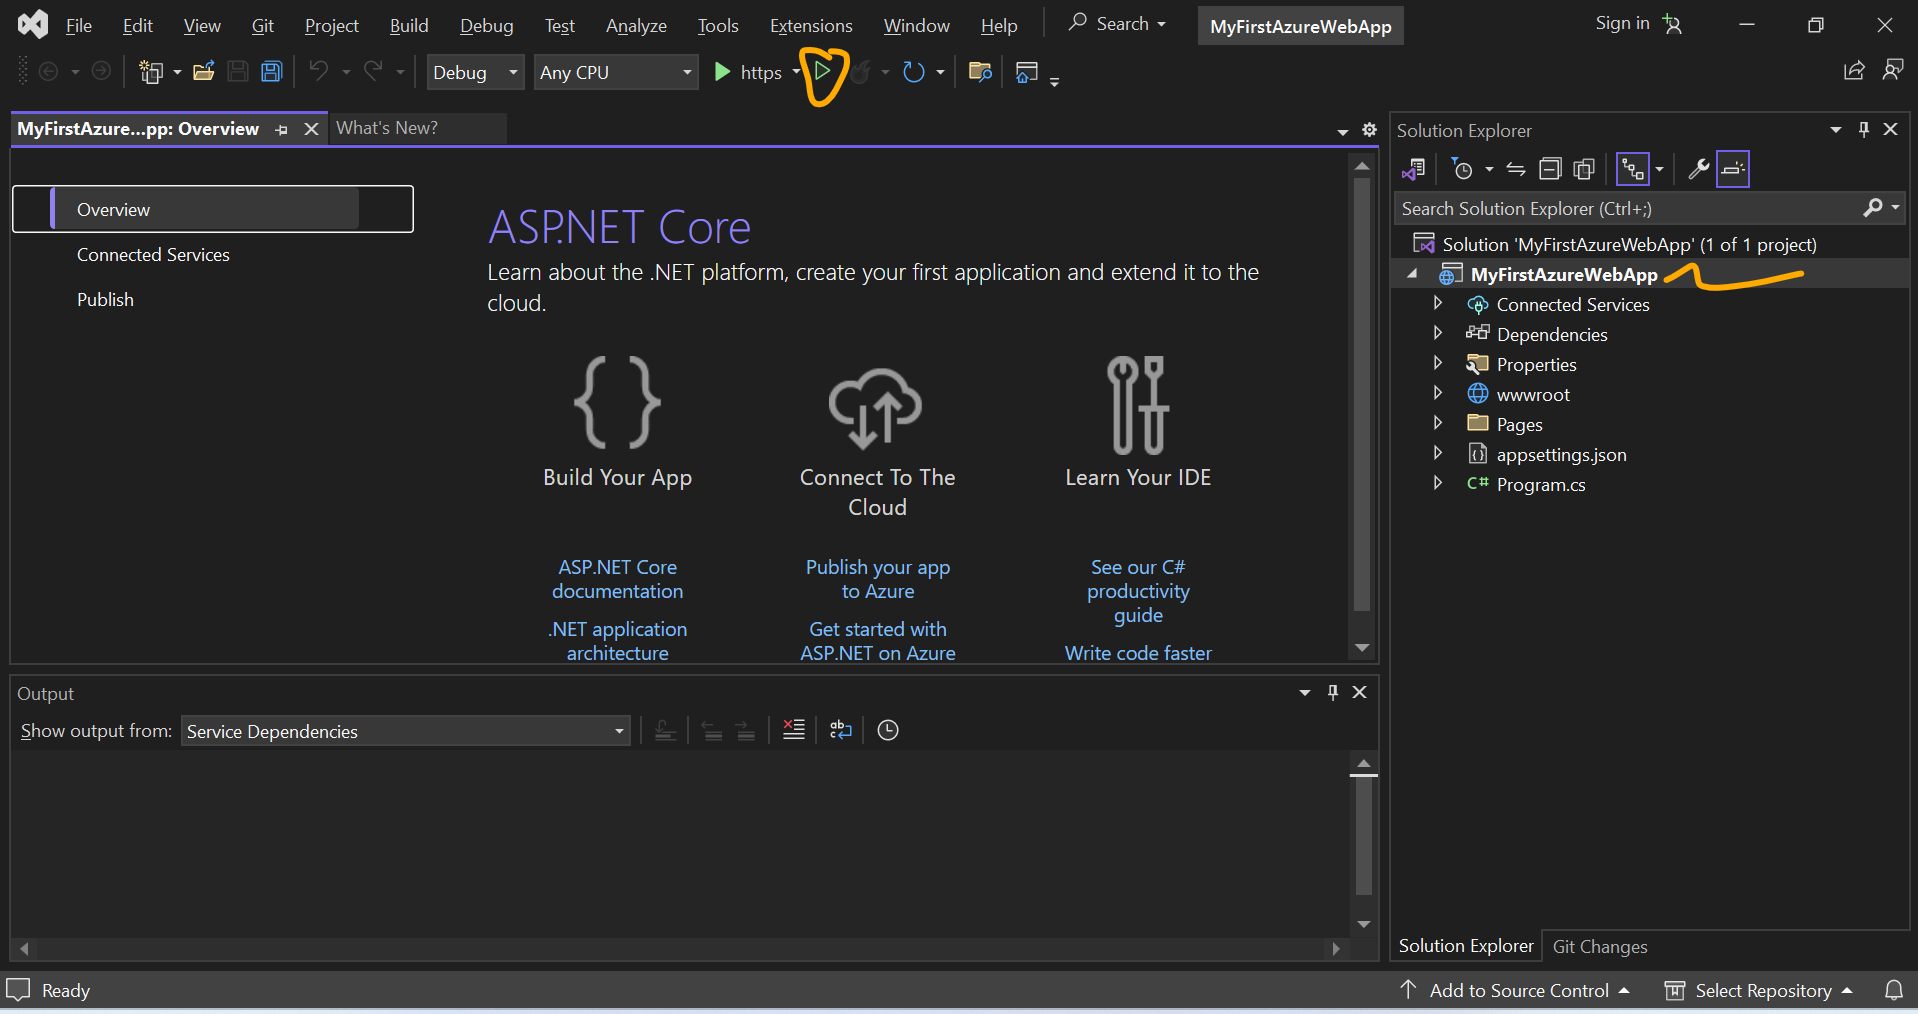 File Edit View Git Project Build Debug Test Analyze Tools Extensions Window Help Search MyFirstAzureWebApp Sign in
Debug Any CPU https
MyFirstAzure...pp: Overview What's New?
Overview
Connected Services
Publish
ASP.NET Core
Learn about the .NET platform, create your first application and extend it to the
cloud.
Build Your App
Connect To The
Cloud
Learn Your IDE
ASP.NET Core
documentation
.NET application
architecture
Publish your app
to Azure
Get started with
ASP.NET on Azure
See our C#
productivity
guide
Write code faster
Output
Show output from: Service Dependencies
Solution Explorer
Search Solution Explorer (Ctrl+;)
Solution 'MyFirstAzureWebApp' (1 of 1 project)
MyFirstAzureWebApp
Connected Services
Dependencies
Properties
wwwroot
Pages
appsettings.json
C# Program.cs
Solution Explorer Git Changes
Ready Add to Source Control Select Repository